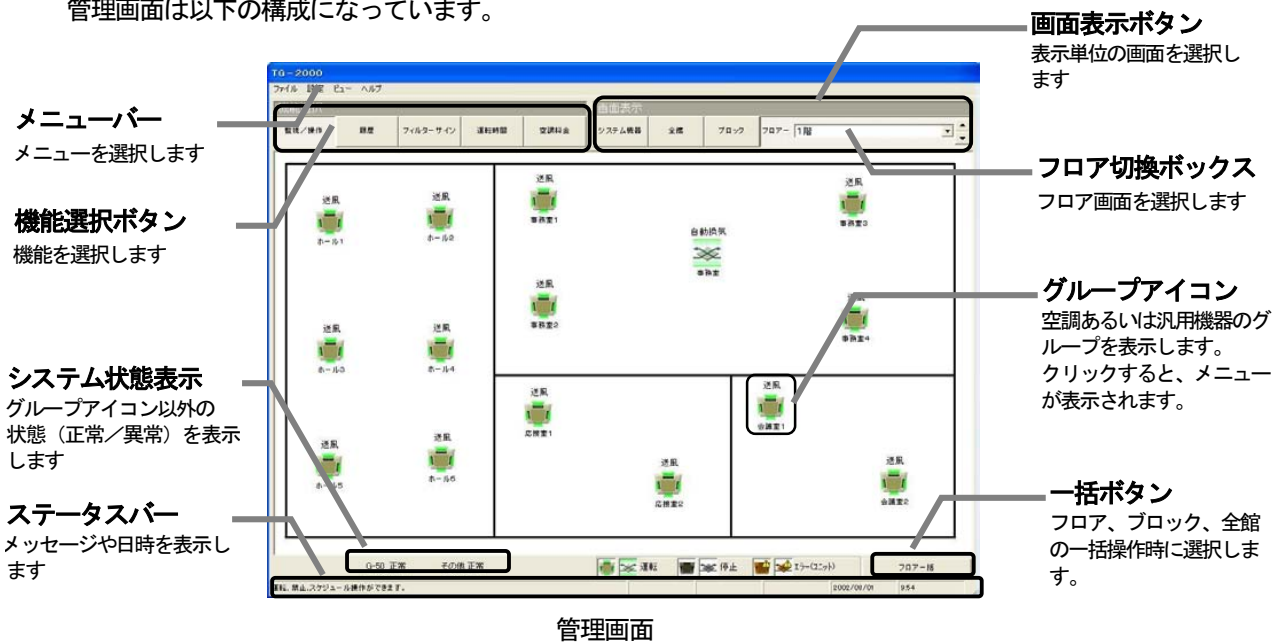 管理画面は以下の構成になっています。
画面表示ボタン
表示単位の画面を選択し
ます
メニューバー
メニューを選択します
機能選択ボタン
機能を選択します
システム状態表示
グループアイコン以外の
状態（正常／異常）を表示
します
ステータスバー
メッセージや日時を表示し
ます
フロア切換ボックス
フロア画面を選択します
グループアイコン
空調あるいは汎用機器のグ
ループを表示します。
クリックすると、メニュー
が表示されます。
一括ボタン
フロア、ブロック、全館
の一括操作時に選択しま
す。
TG-2000
ファイル 設定 ビュー ヘルプ
画面表示
監視／操作 履歴 フィルターサイン 運転時間 空調料金 システム機器 全館 ブロック フロアー 1階
送風
ホール1
送風
ホール2
送風
事務室1
自動換気
事務室
送風
事務室3
送風
ホール3
送風
ホール4
送風
事務室2
送風
事務室4
送風
ホール5
送風
ホール6
送風
応接室1
送風
応接室2
送風
会議室1
送風
会議室2
G-50 正常 その他 正常 運転 停止 エラー(ユニット) フロア一括
運転、禁止、スケジュール操作ができます。 9:54
管理画面